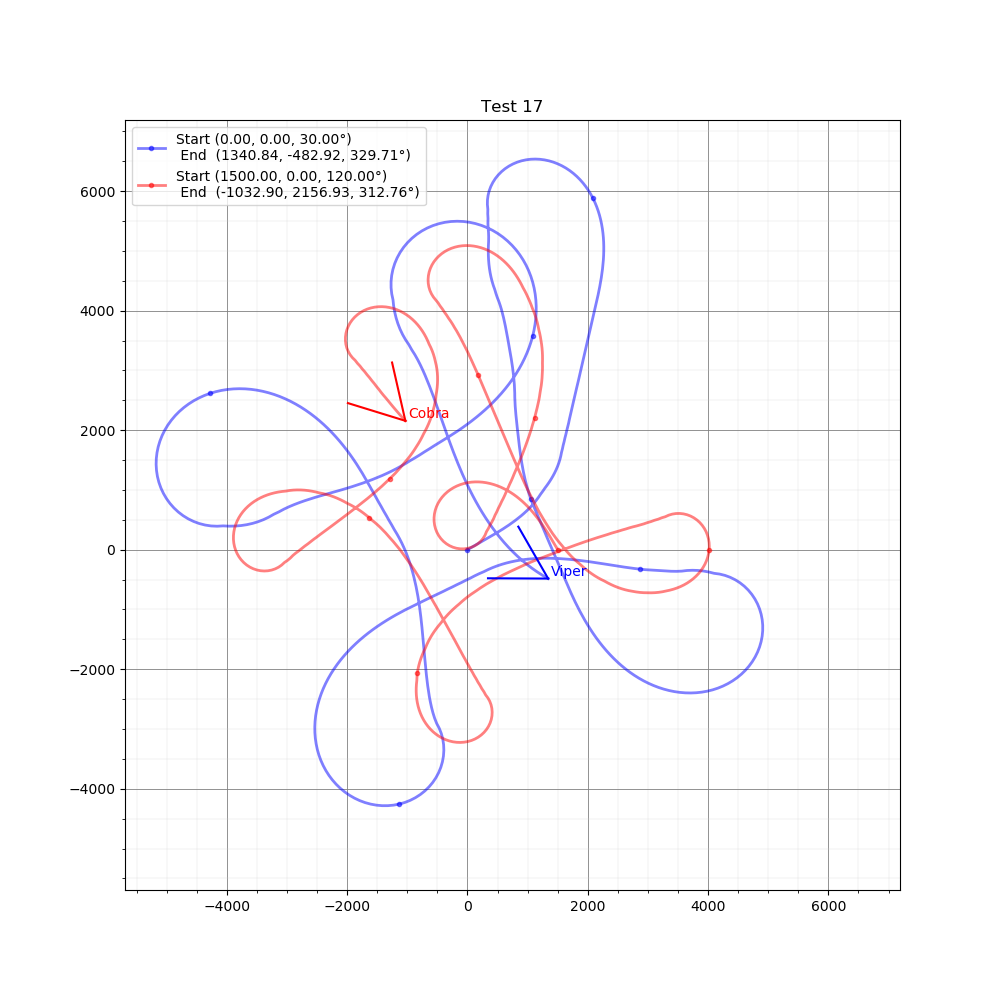 Test 17
Start (0.00, 0.00, 30.00°)
End  (1340.84, -482.92, 329.71°)
Start (1500.00, 0.00, 120.00°)
End  (-1032.90, 2156.93, 312.76°)
6000
4000
2000
0
−2000
−4000
Cobra
Viper
−4000
−2000
0
2000
4000
6000